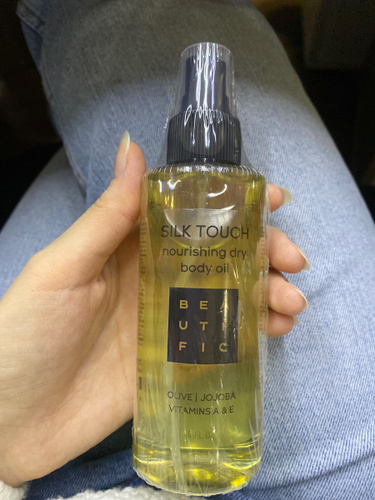 SILK TOUCH
nourishing dry
body oil
BE
UT
FIC
OLIVE | JOJOBA
VITAMINS A & E